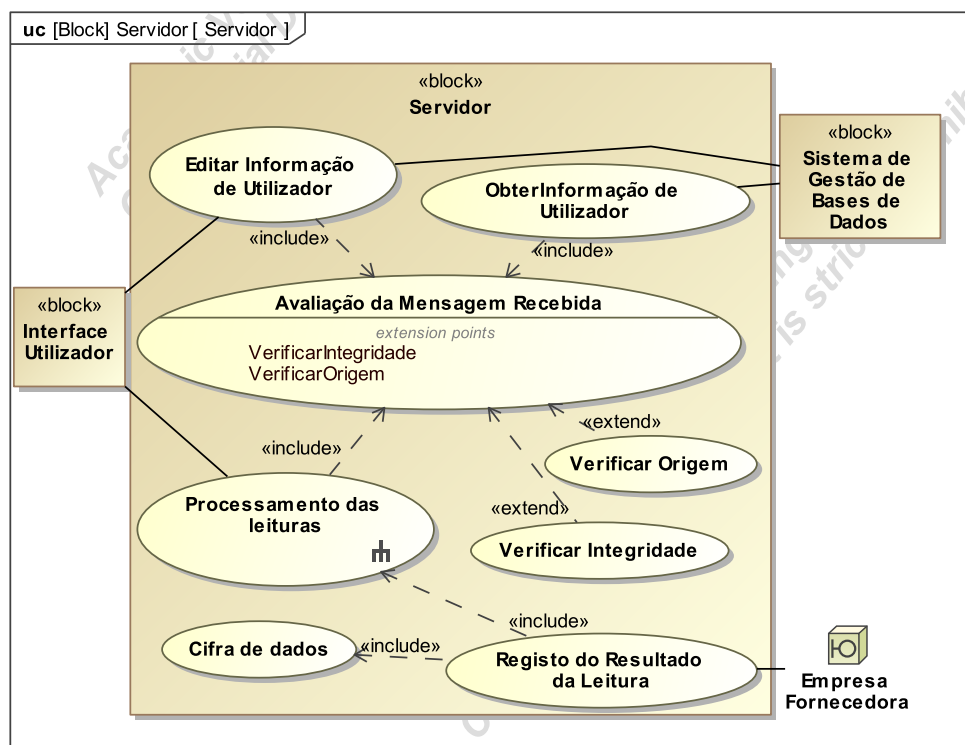 uc [Block] Servidor [ Servidor ]
«block»
Servidor
Editar Informação
de Utilizador
ObterInformação de
Utilizador
«block»
Sistema de
Gestão de
Bases de
Dados
«include»
«include»
«block»
Interface
Utilizador
Avaliação da Mensagem Recebida
extension points
VerificarIntegridade
VerificarOrigem
«include»
«extend»
Verificar Origem
Processamento das
leituras
«extend»
Verificar Integridade
«include»
Cifra de dados
«include»
Registo do Resultado
da Leitura
Empresa
Fornecedora
is stric